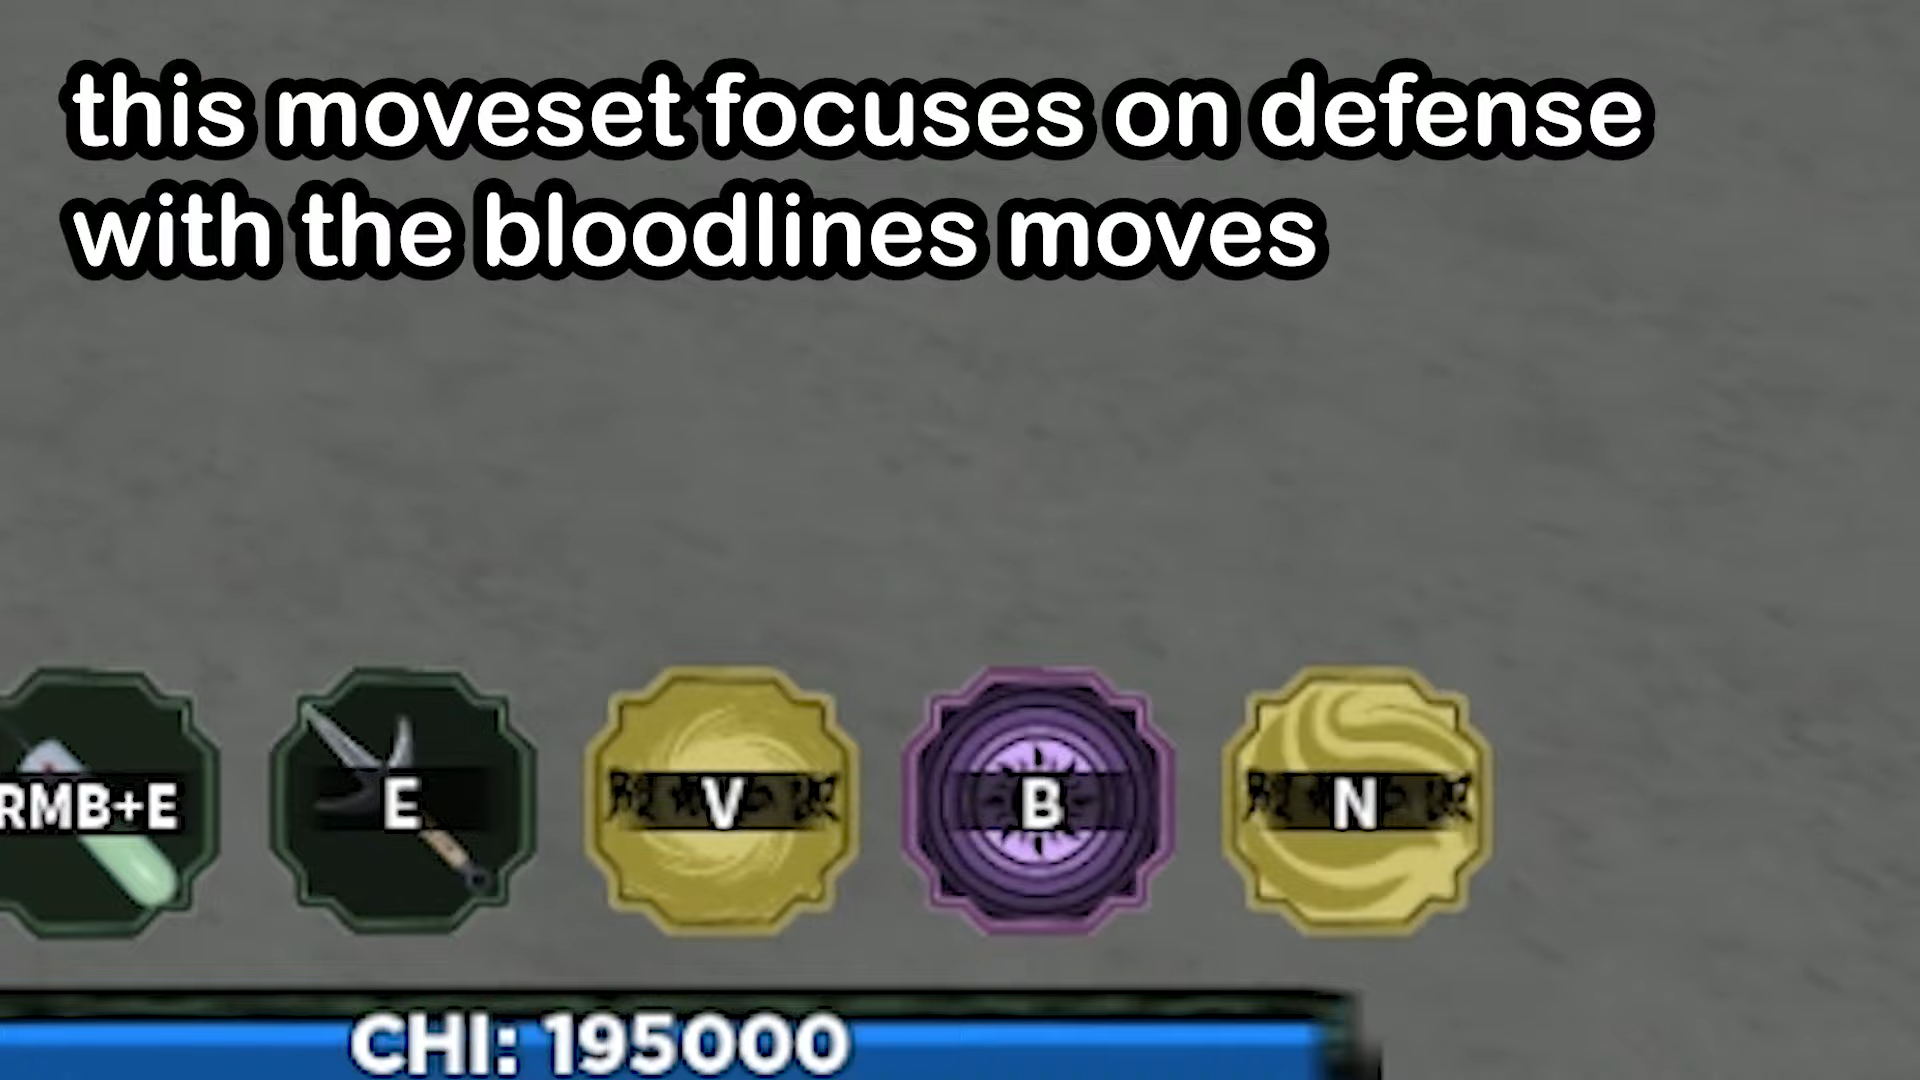 this moveset focuses on defense
with the bloodlines moves
RMB+E
E
V
B
N
CHI: 195000